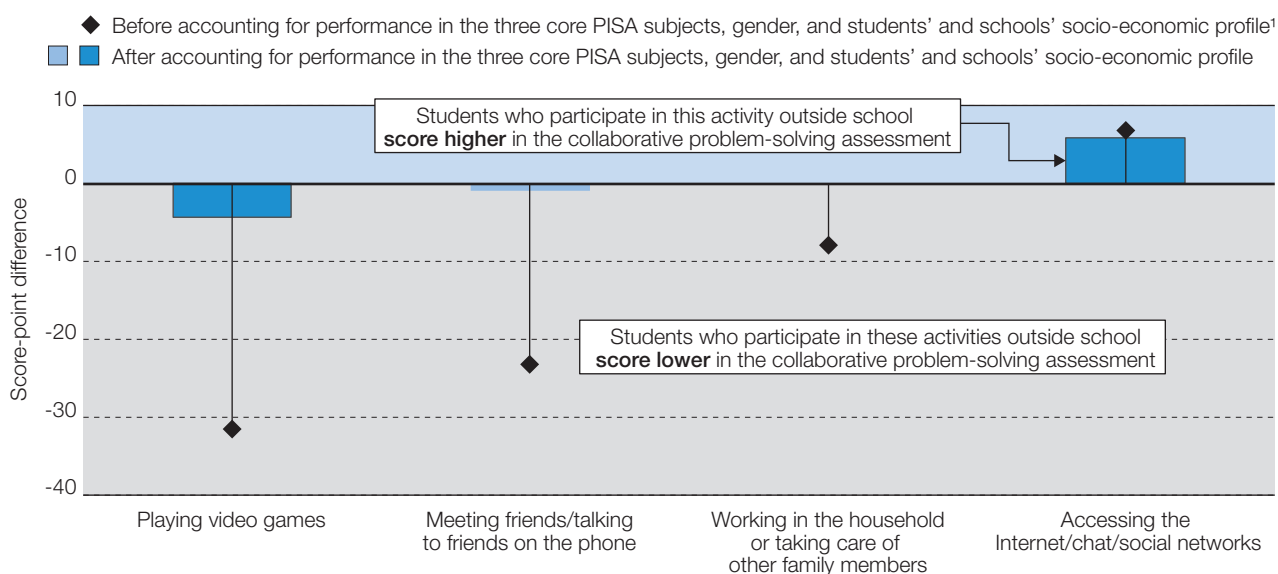 Before accounting for performance in the three core PISA subjects, gender, and students’ and schools’ socio-economic profile¹
After accounting for performance in the three core PISA subjects, gender, and students’ and schools’ socio-economic profile
Score-point difference
10
0
-10
-20
-30
-40
Students who participate in this activity outside school
score higher in the collaborative problem-solving assessment
Students who participate in these activities outside school
score lower in the collaborative problem-solving assessment
Playing video games
Meeting friends/talking
to friends on the phone
Working in the household
or taking care of
other family members
Accessing the
Internet/chat/social networks